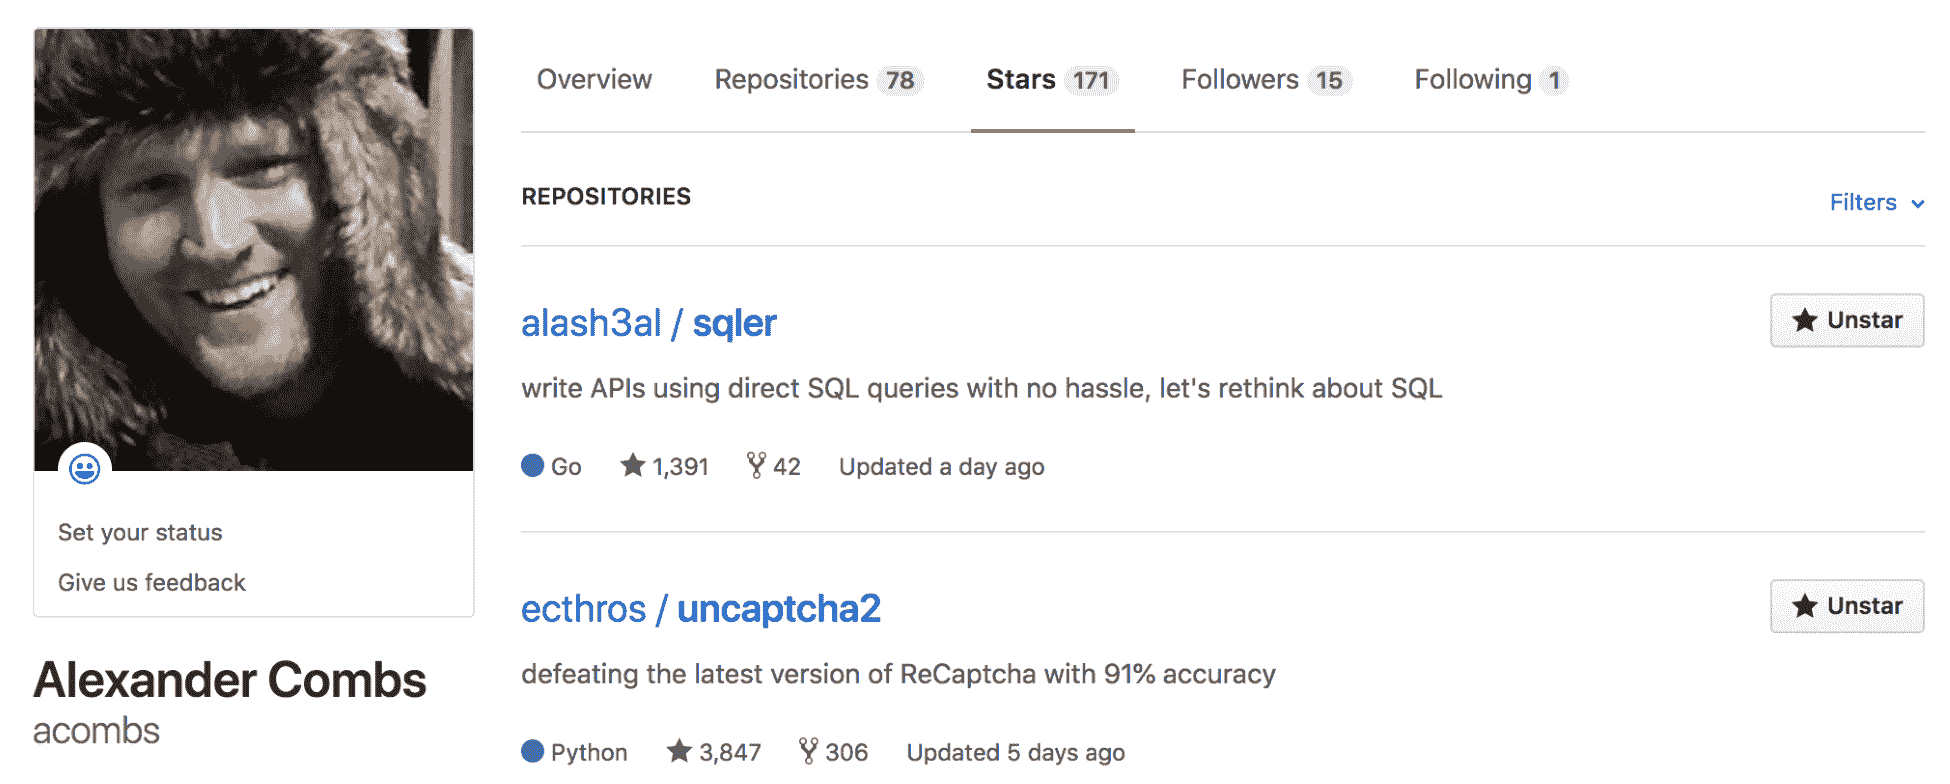 Overview Repositories 78 Stars 171 Followers 15 Following 1
REPOSITORIES
Filters
alash3al / sqler
Unstar
write APIs using direct SQL queries with no hassle, let's rethink about SQL
Go 1,391 42 Updated a day ago
ecthros / uncaptcha2
Unstar
defeating the latest version of ReCaptcha with 91% accuracy
Python 3,847 306 Updated 5 days ago
Set your status
Give us feedback
Alexander Combs
acombs